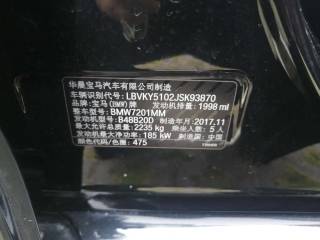 华晨宝马汽车有限公司制造
车辆识别代号: LBVKY5102JSK93870
品牌: 宝马(BMW)牌 发动机排量: 1998 ml
整车型号: BMW7201MM
发动机型号: B48B20D 制造年月: 2017.11
最大允许总质量: 2235 kg 乘坐人数: 5 人
发动机最大净功率: 185 kW 制造国: 中国
颜色代码/色圈: 475